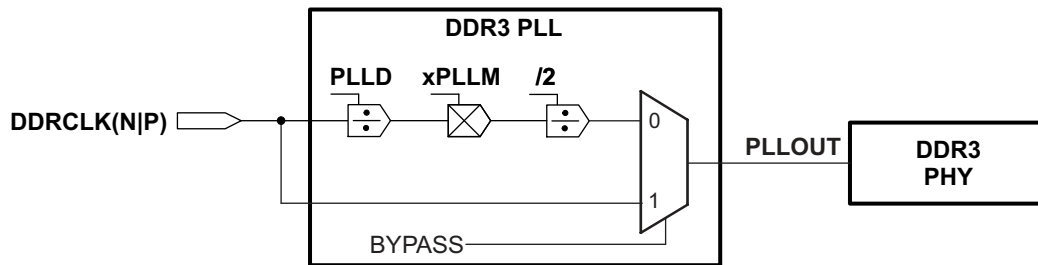 DDR3 PLL
PLLD xPLLM /2
DDRCLK(N|P)
0
PLLOUT
DDR3
PHY
1
BYPASS